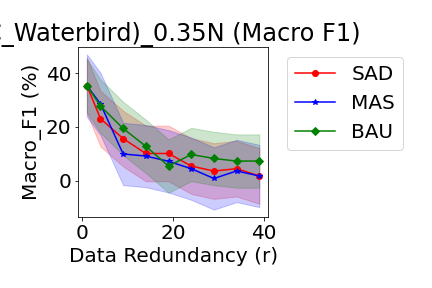 _Waterbird)_0.35N (Macro F1)
SAD
MAS
BAU
Macro_F1 (%)
40
20
0
0
20
40
Data Redundancy (r)